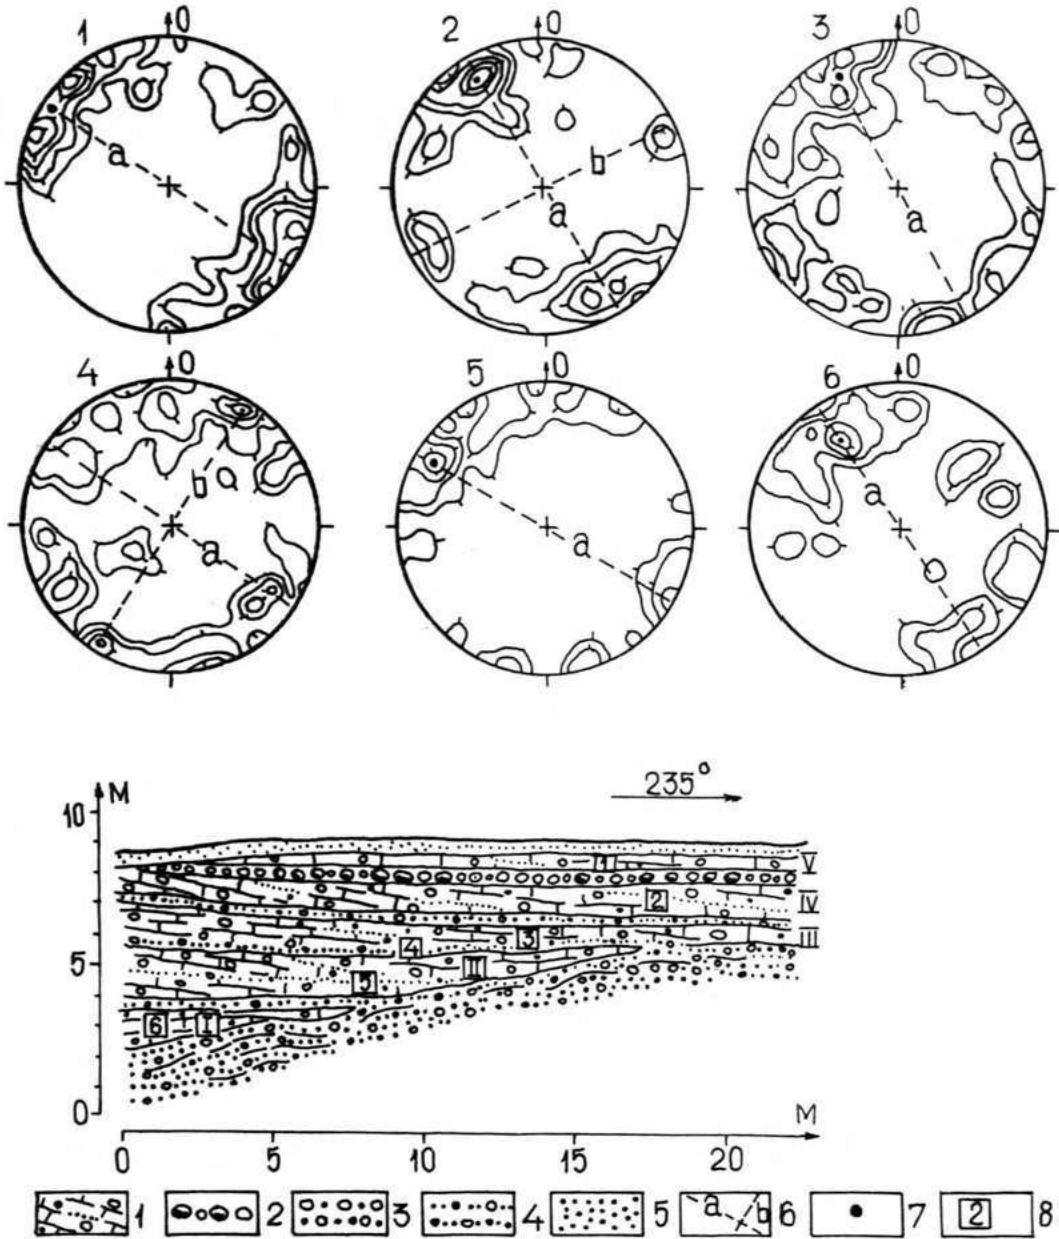 1 0 2 0 3 0
a a b a
4 0 5 0 6 0
b a a a
235°
10 M
1 V
2 IV
3 III
4
5 5 II
6 I
0 M
0 5 10 15 20
1 2 3 4 a b 6 7 2 8
5